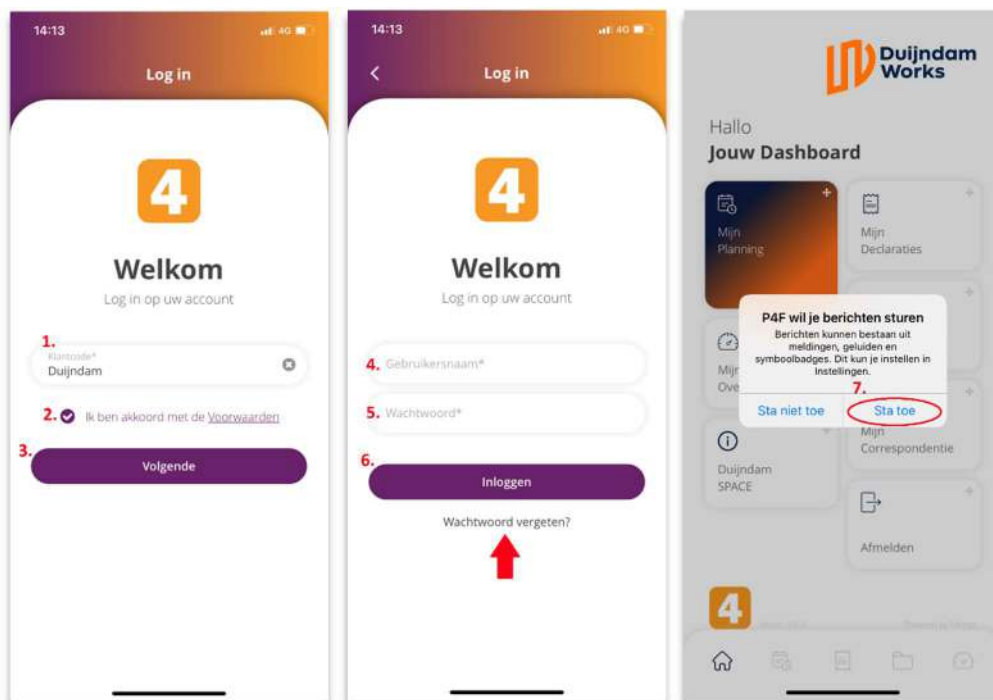 14:13
4G
Log in
4
Welkom
Log in op uw account
1.
Klantcode*
Duijndam
2. Ik ben akkoord met de Voorwaarden
3.
Volgende
14:13
4G
Log in
4
Welkom
Log in op uw account
4. Gebruikersnaam*
5. Wachtwoord*
6.
Inloggen
Wachtwoord vergeten?
Duijndam
Works
Hallo
Jouw Dashboard
Mijn
Planning
Mijn
Declaraties
P4F wil je berichten sturen
Berichten kunnen bestaan uit
meldingen, geluiden en
symboolbadges. Dit kun je instellen in
Instellingen.
7.
Sta niet toe
Sta toe
Mijn
Correspondentie
Duijndam
SPACE
Afmelden
4